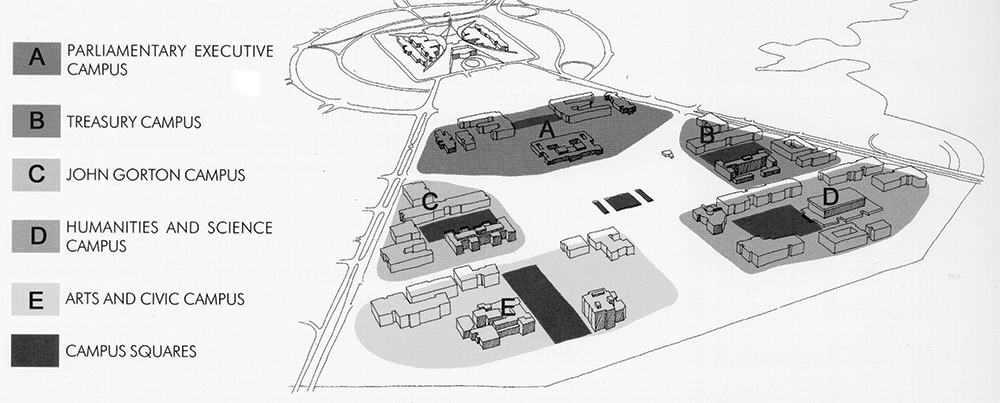 A PARLIAMENTARY EXECUTIVE
CAMPUS
B TREASURY CAMPUS
C JOHN GORTON CAMPUS
D HUMANITIES AND SCIENCE
CAMPUS
E ARTS AND CIVIC CAMPUS
CAMPUS SQUARES
A
B
C
D
E